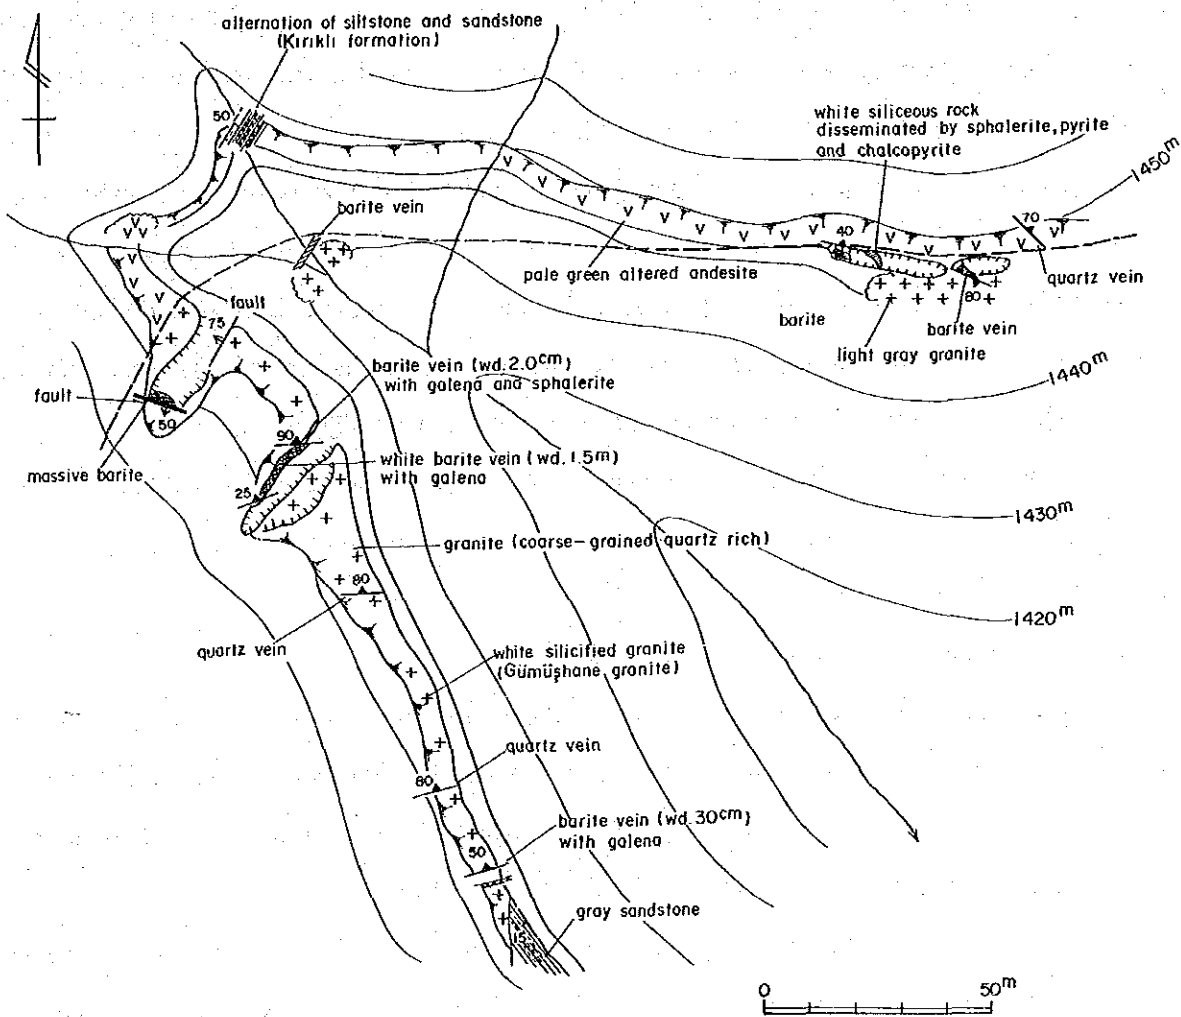 alternation of siltstone and sandstone
(Kırıklı formation)
50
white siliceous rock
disseminated by sphalerite, pyrite
and chalcopyrite
1450m
barite vein
70
40
pale green altered andesite
quartz vein
80
barite
barite vein
light gray granite
fault
75
barite vein (wd. 2.0cm)
with galena and sphalerite
1440m
fault
50
90
massive barite
white barite vein (wd. 1.5m)
with galena
25
1430m
granite (coarse-grained quartz rich)
80
1420m
quartz vein
white silicified granite
(Gümüşhane granite)
quartz vein
80
barite vein (wd. 30cm)
with galena
50
gray sandstone
15
0 50m